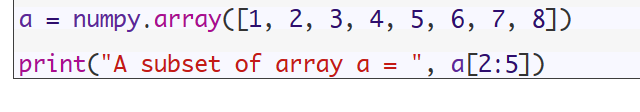 a = numpy.array([1, 2, 3, 4, 5, 6, 7, 8])
print("A subset of array a = ", a[2:5])